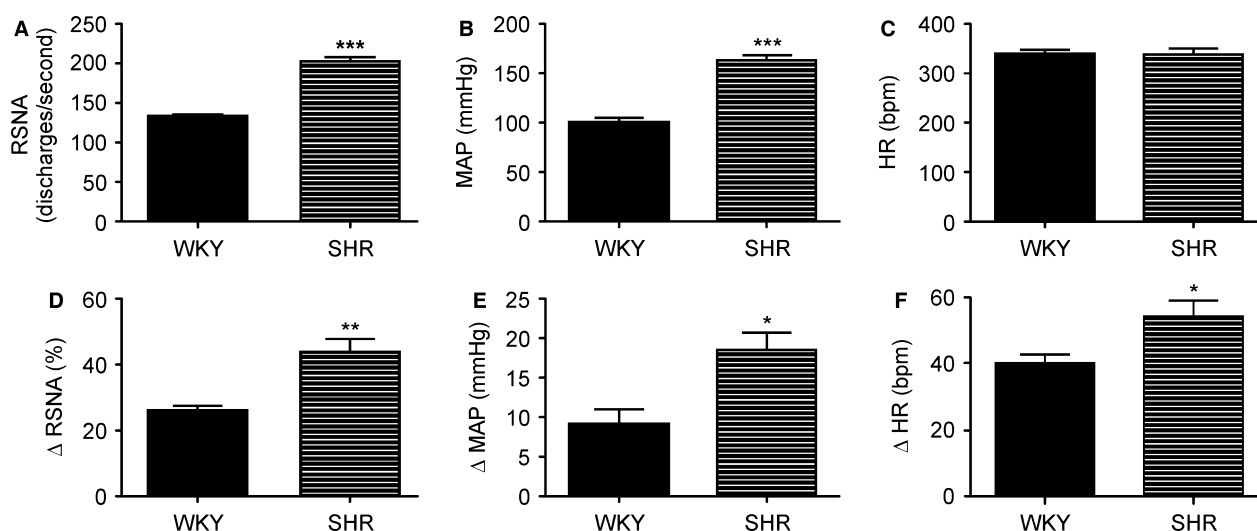 A
RSNA
(discharges/second)
250
200
150
100
50
0
***
WKY SHR
B
MAP (mmHg)
200
150
100
50
0
***
WKY SHR
C
HR (bpm)
400
300
200
100
0
WKY SHR
D
Δ RSNA (%)
60
40
20
0
**
WKY SHR
E
Δ MAP (mmHg)
25
20
15
10
5
0
*
WKY SHR
F
Δ HR (bpm)
60
40
20
0
*
WKY SHR